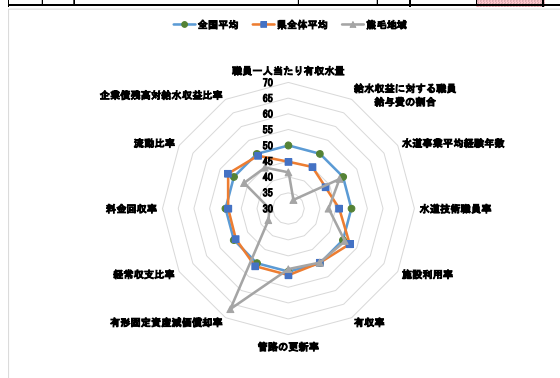 全国平均 県全体平均 熊毛地域
職員一人当たり有収水量
給水収益に対する職員
給与費の割合
水道事業平均経験年数
水道技術職員率
施設利用率
有収率
管路の更新率
有形固定資産減価償却率
経常収支比率
料金回収率
流動比率
企業債残高対給水収益比率
70
65
60
55
50
45
40
35
30